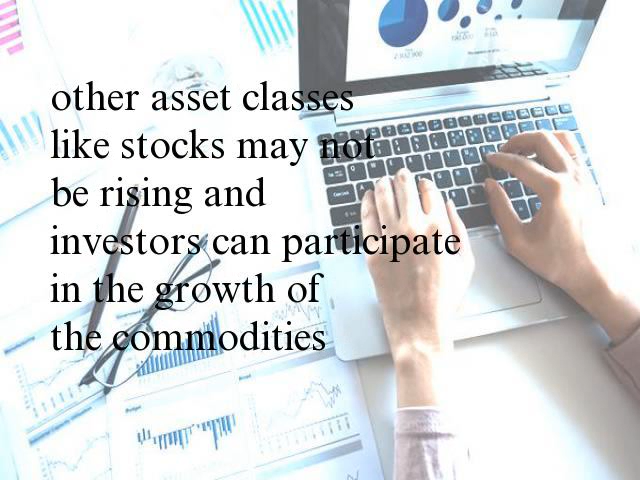 other asset classes
like stocks may not
be rising and
investors can participate
in the growth of
the commodities